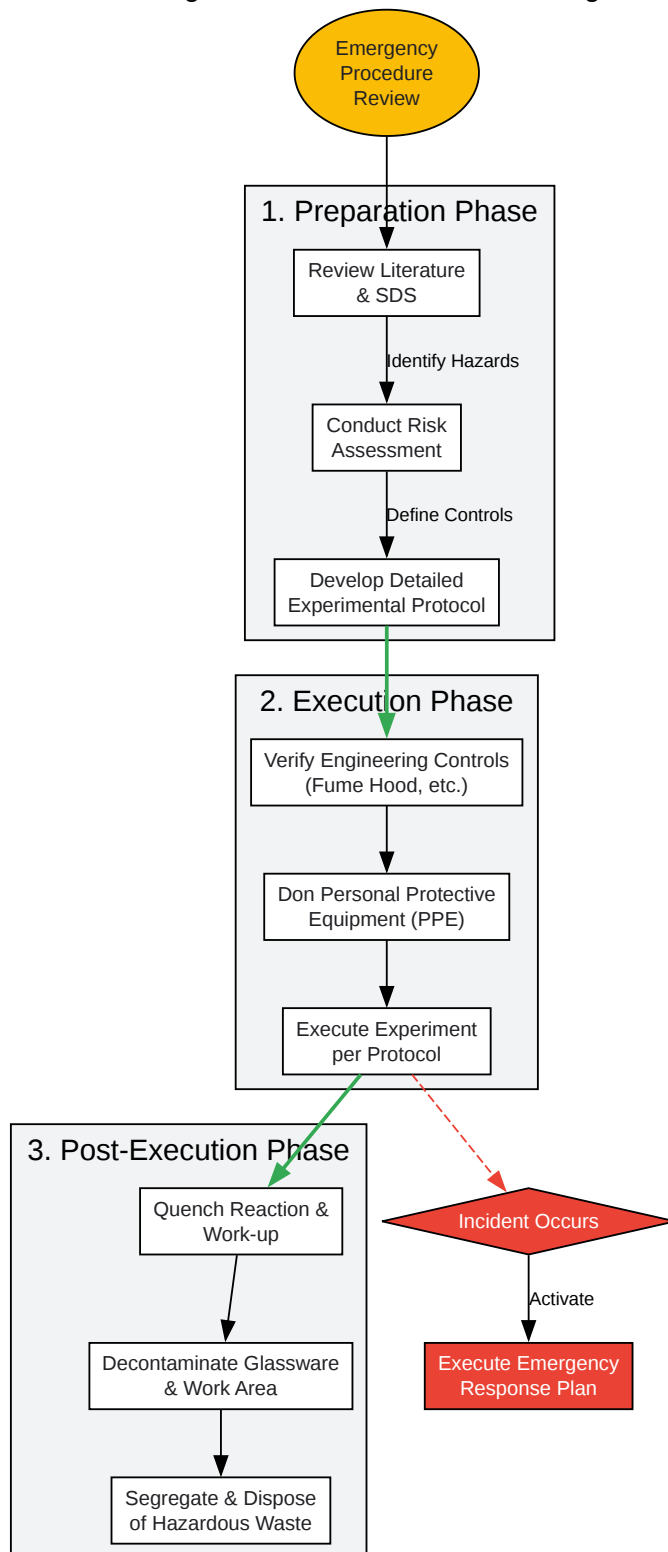 Emergency
Procedure
Review
1. Preparation Phase
Review Literature
& SDS
Identify Hazards
Conduct Risk
Assessment
Define Controls
Develop Detailed
Experimental Protocol
2. Execution Phase
Verify Engineering Controls
(Fume Hood, etc.)
Don Personal Protective
Equipment (PPE)
Execute Experiment
per Protocol
3. Post-Execution Phase
Quench Reaction &
Work-up
Incident Occurs
Activate
Decontaminate Glassware
& Work Area
Execute Emergency
Response Plan
Segregate & Dispose
of Hazardous Waste